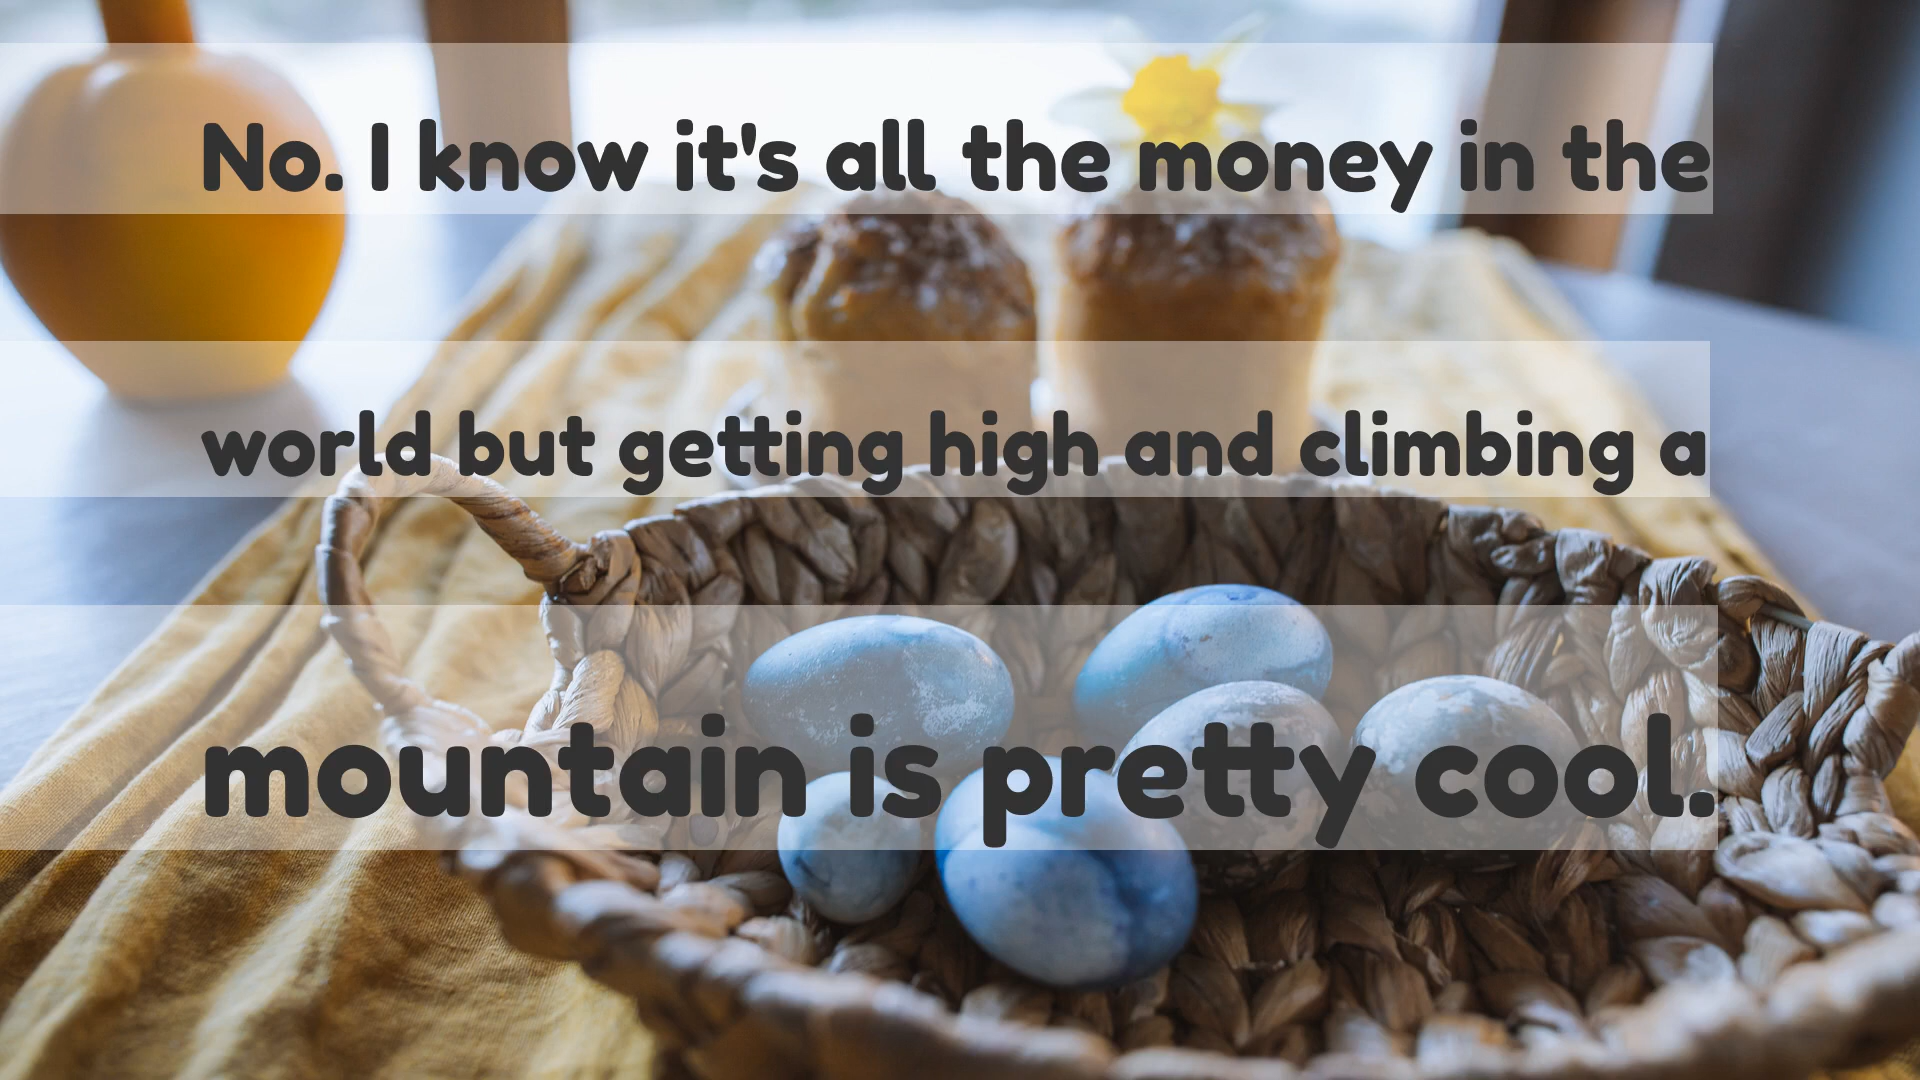 No. I know it's all the money in the
world but getting high and climbing a
mountain is pretty cool.